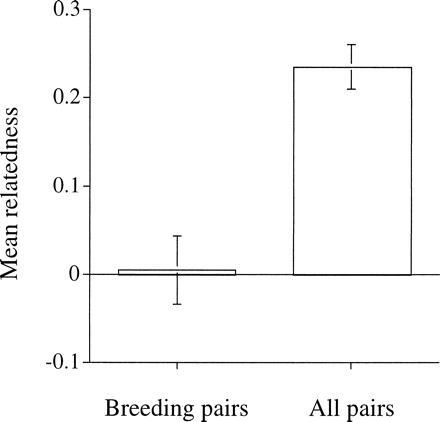 0.3
0.2
0.1
0
-0.1
Mean relatedness
Breeding pairs
All pairs